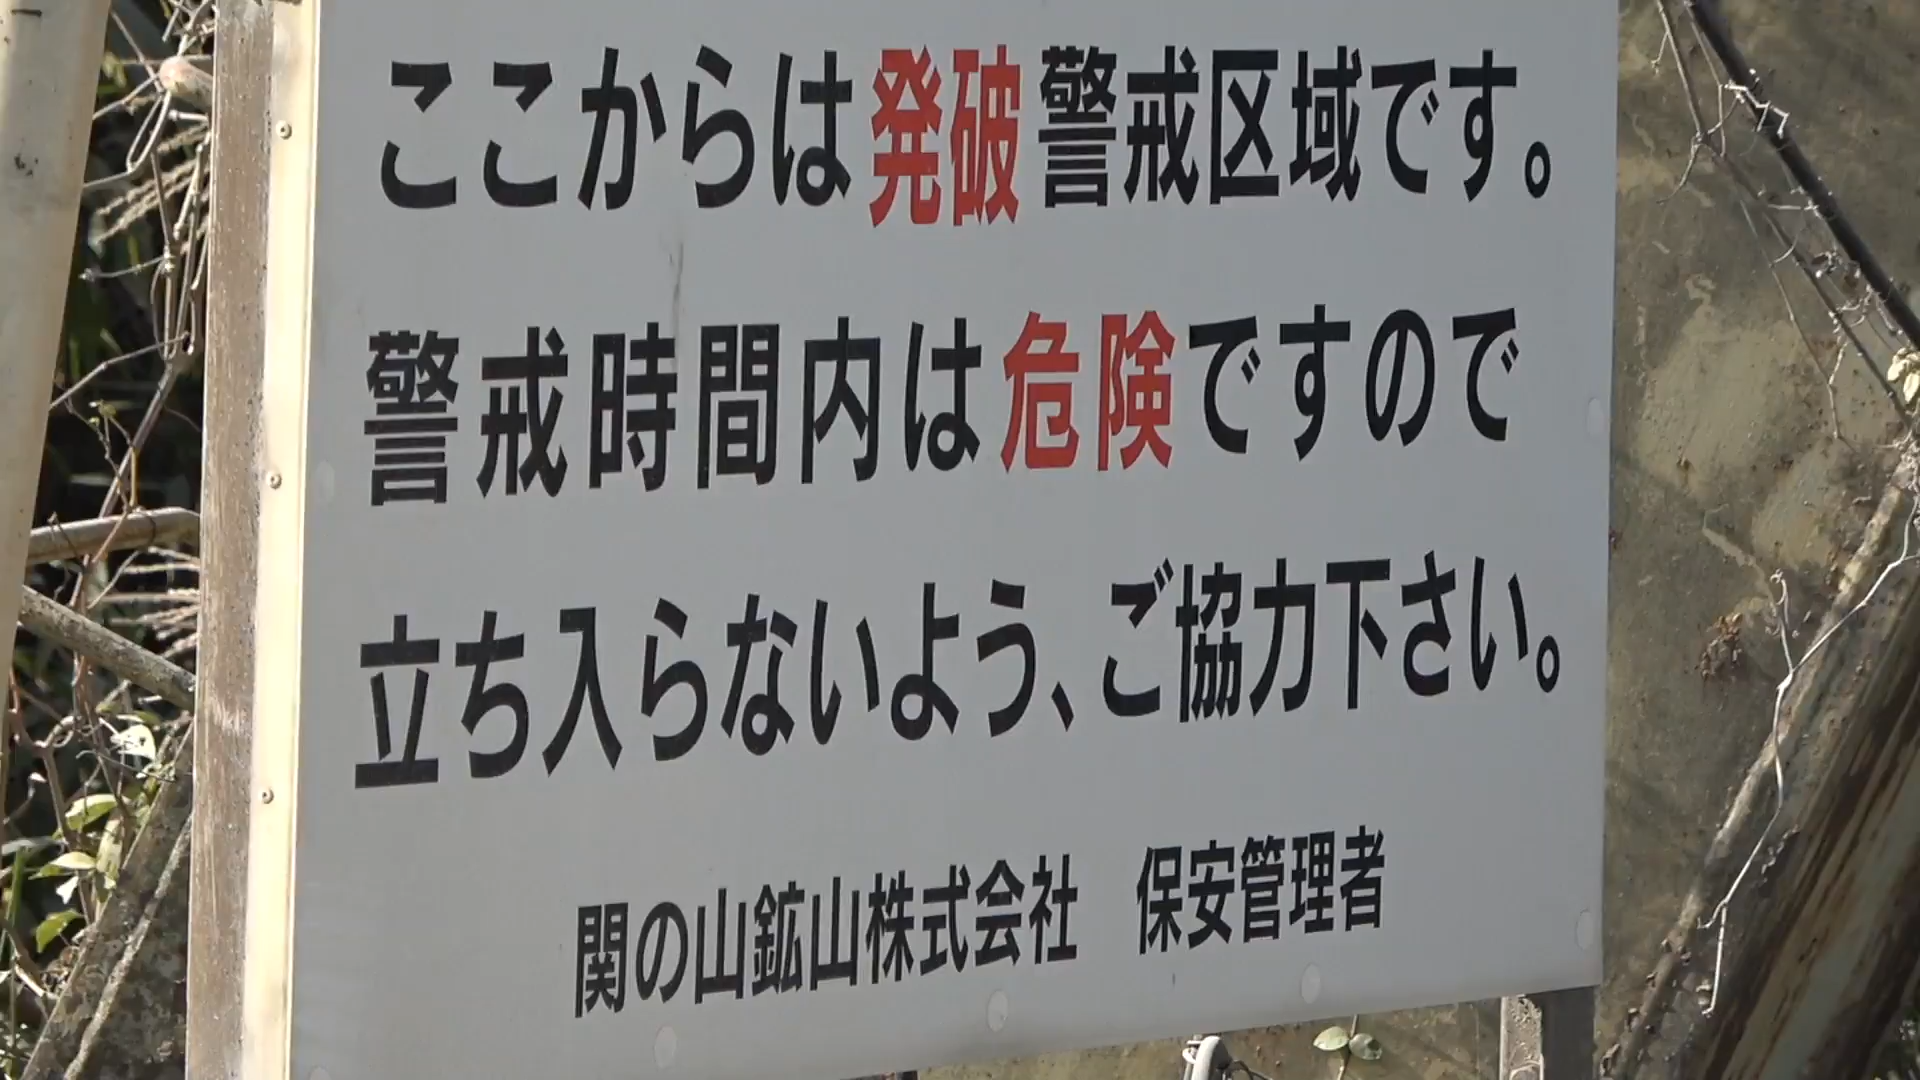 ここからは発破警戒区域です。
警戒時間内は危険ですので
立ち入らないよう、ご協力下さい。
関の山鉱山株式会社　保安管理者